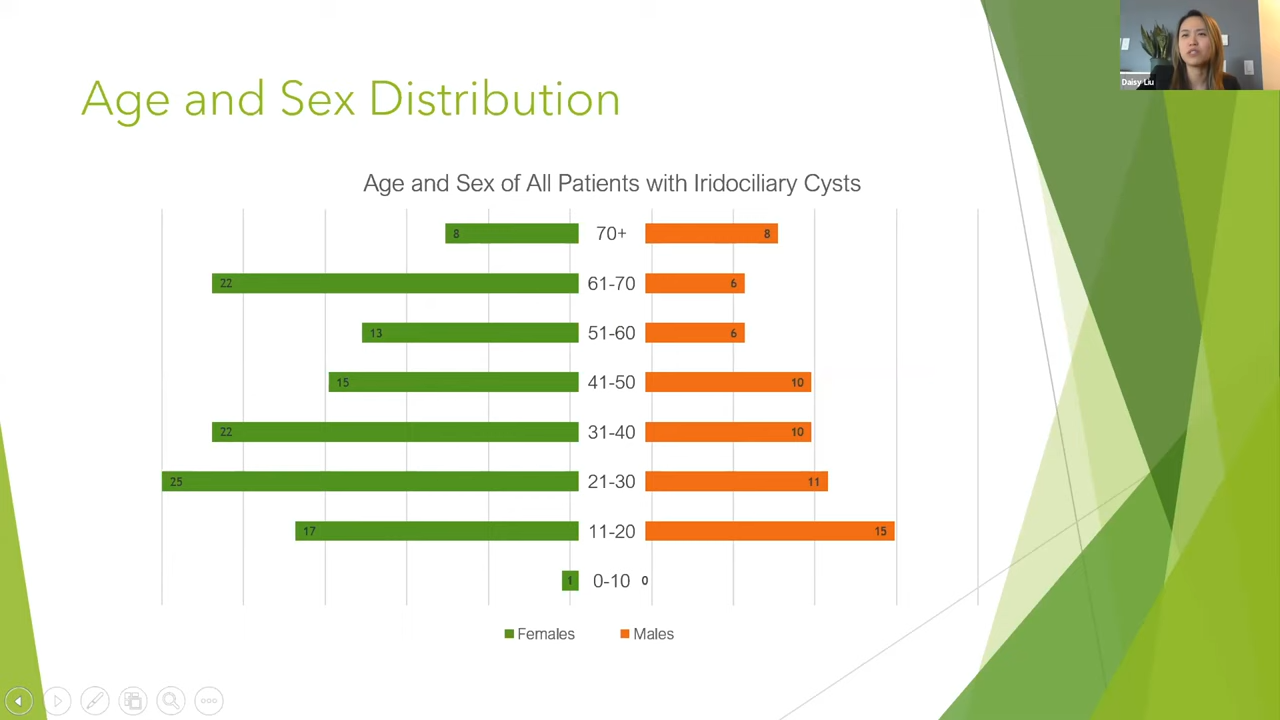 Age and Sex Distribution
Daisy Liu
Age and Sex of All Patients with Iridociliary Cysts
8 70+ 8
22 61-70 6
13 51-60 6
15 41-50 10
22 31-40 10
25 21-30 11
17 11-20 15
1 0-10 0
Females Males